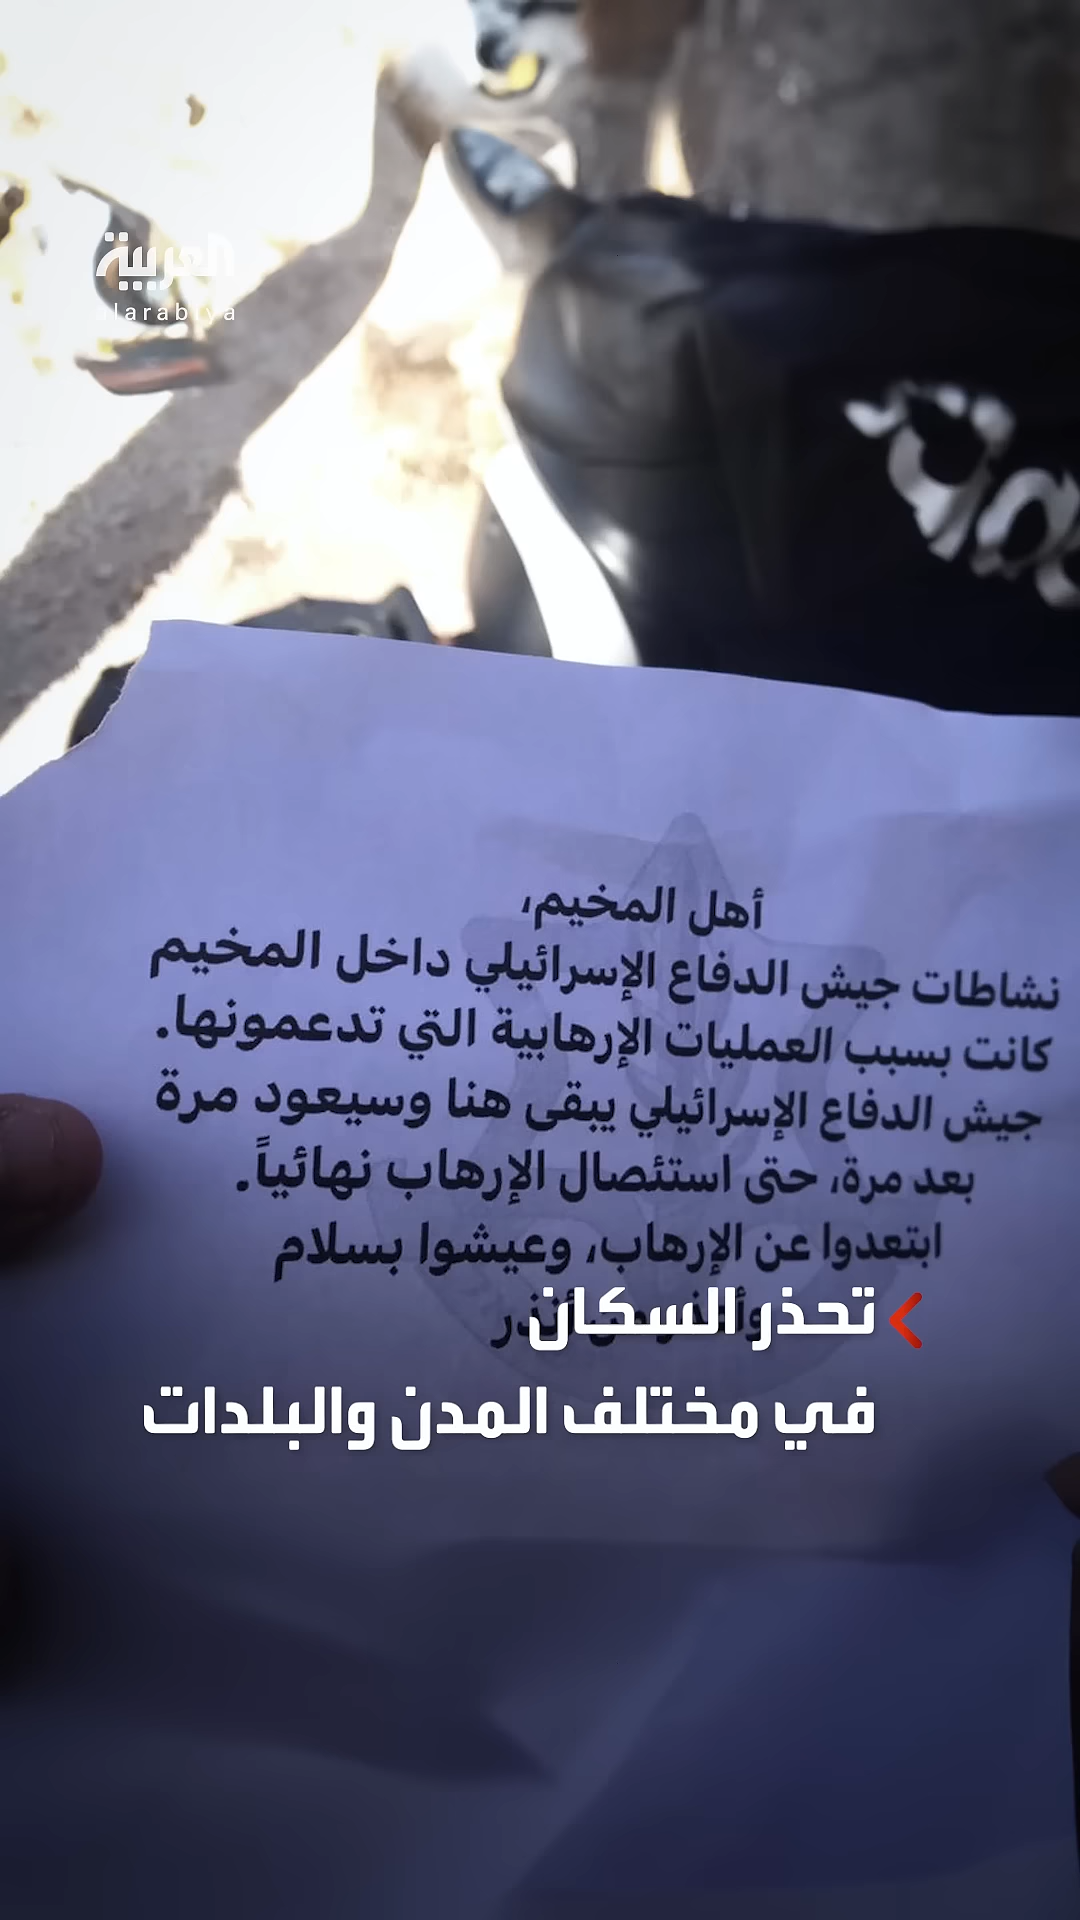 العربية
alarabiya
أهل المخيم،
نشاطات جيش الدفاع الإسرائيلي داخل المخيم
كانت بسبب العمليات الإرهابية التي تدعمونها.
جيش الدفاع الإسرائيلي يبقى هنا وسيعود مرة
بعد مرة، حتى استئصال الإرهاب نهائياً.
ابتعدوا عن الإرهاب، وعيشوا بسلام
أنذر
تحذر السكان
في مختلف المدن والبلدات